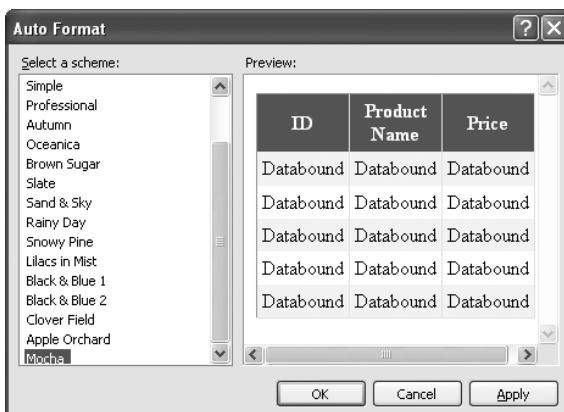 Auto Format
Select a scheme:
Simple
Professional
Autumn
Oceanica
Brown Sugar
Slate
Sand & Sky
Rainy Day
Snowy Pine
Lilacs in Mist
Black & Blue 1
Black & Blue 2
Clover Field
Apple Orchard
Mocha
Preview:
ID Product Name Price
Databound Databound Databound
Databound Databound Databound
Databound Databound Databound
Databound Databound Databound
Databound Databound Databound
OK Cancel Apply